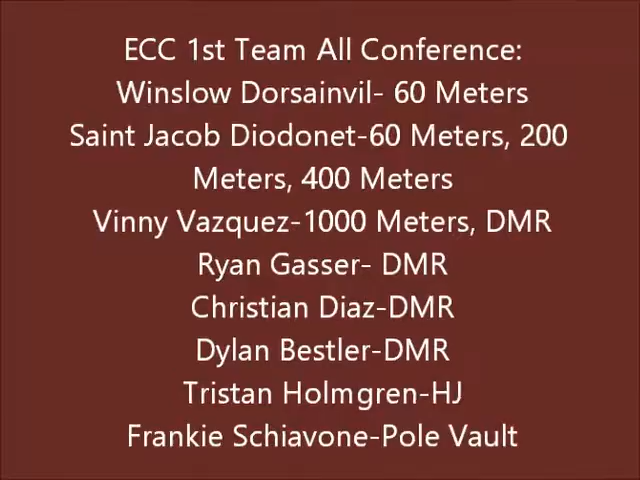 ECC 1st Team All Conference:
Winslow Dorsainvil- 60 Meters
Saint Jacob Diodonet-60 Meters, 200
Meters, 400 Meters
Vinny Vazquez-1000 Meters, DMR
Ryan Gasser- DMR
Christian Diaz-DMR
Dylan Bestler-DMR
Tristan Holmgren-HJ
Frankie Schiavone-Pole Vault